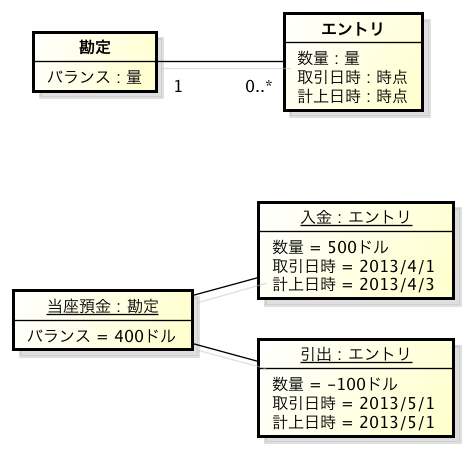 勘定
バランス : 量
1
0..*
エントリ
数量 : 量
取引日時 : 時点
計上日時 : 時点
入金 : エントリ
数量 = 500ドル
取引日時 = 2013/4/1
計上日時 = 2013/4/3
当座預金 : 勘定
バランス = 400ドル
引出 : エントリ
数量 = -100ドル
取引日時 = 2013/5/1
計上日時 = 2013/5/1